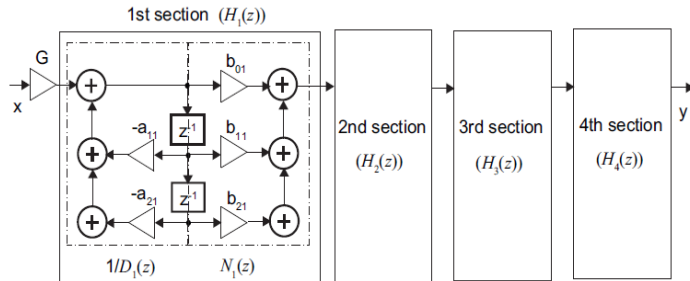 1st section (H₁(z))
G
x
b₀₁
-a₁₁
z⁻¹
b₁₁
-a₂₁
z⁻¹
b₂₁
1/D₁(z)
N₁(z)
2nd section
(H₂(z))
3rd section
(H₃(z))
4th section
(H₄(z))
y